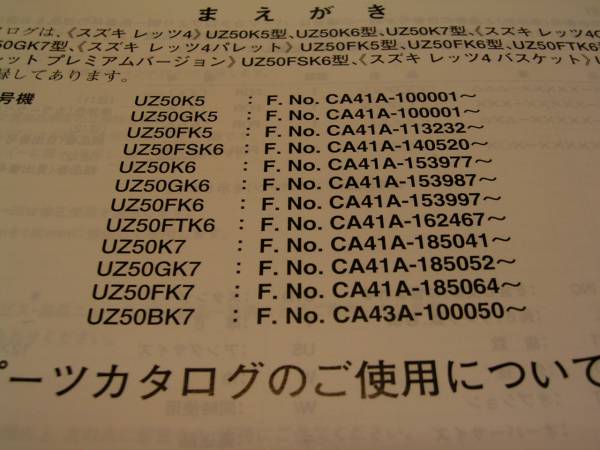 まえがき
ログは、《スズキ レッツ4》UZ50K5型、UZ50K6型、UZ50K7型、《スズキ レッツ4G
50GK7型、《スズキ レッツ4パレット》UZ50FK5型、UZ50FK6型、UZ50FTK6
ット プレミアムバージョン》UZ50FSK6型、《スズキ レッツ4 バスケット》U
録してあります。
号機
UZ50K5 : F. No. CA41A-100001～
UZ50GK5 : F. No. CA41A-100001～
UZ50FK5 : F. No. CA41A-113232～
UZ50FSK6 : F. No. CA41A-140520～
UZ50K6 : F. No. CA41A-153977～
UZ50GK6 : F. No. CA41A-153987～
UZ50FK6 : F. No. CA41A-153997～
UZ50FTK6 : F. No. CA41A-162467～
UZ50K7 : F. No. CA41A-185041～
UZ50GK7 : F. No. CA41A-185052～
UZ50FK7 : F. No. CA41A-185064～
UZ50BK7 : F. No. CA43A-100050～
パーツカタログのご使用について